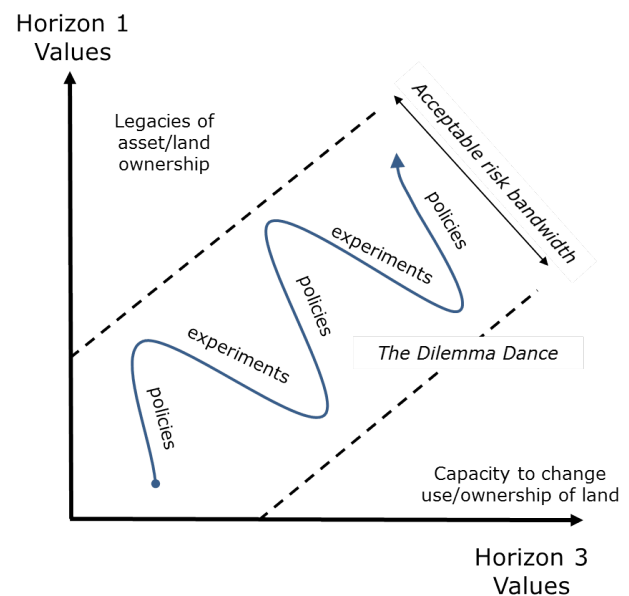 Horizon 1
Values
Legacies of
asset/land
ownership
Acceptable risk bandwidth
policies
experiments
policies
experiments
policies
The Dilemma Dance
Capacity to change
use/ownership of land
Horizon 3
Values